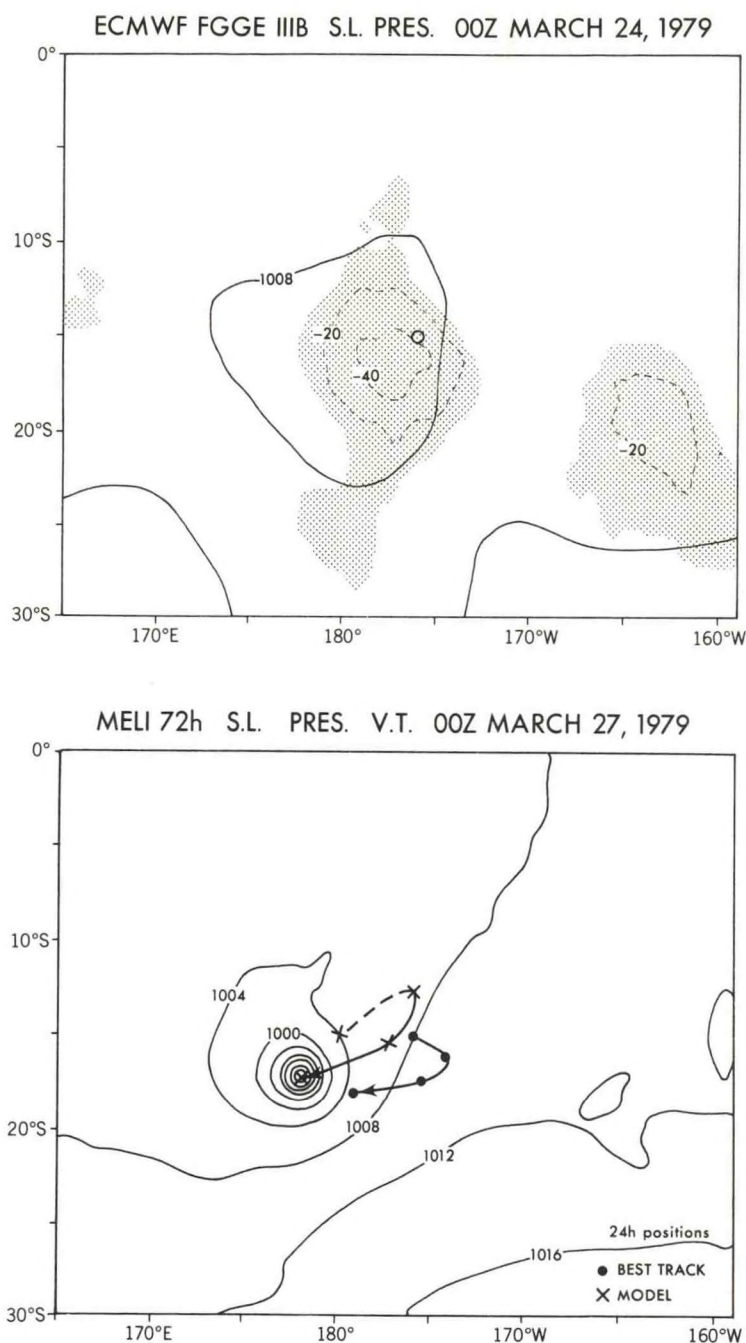 ECMWF FGGE IIIB S.L. PRES. 00Z MARCH 24, 1979
0°
10°S
1008
-20
-40
20°S
-20
30°S
170°E 180° 170°W 160°W
MELI 72h S.L. PRES. V.T. 00Z MARCH 27, 1979
0°
10°S
1004
1000
20°S
1008
1012
24h positions
1016
BEST TRACK
MODEL
30°S
170°E 180° 170°W 160°W